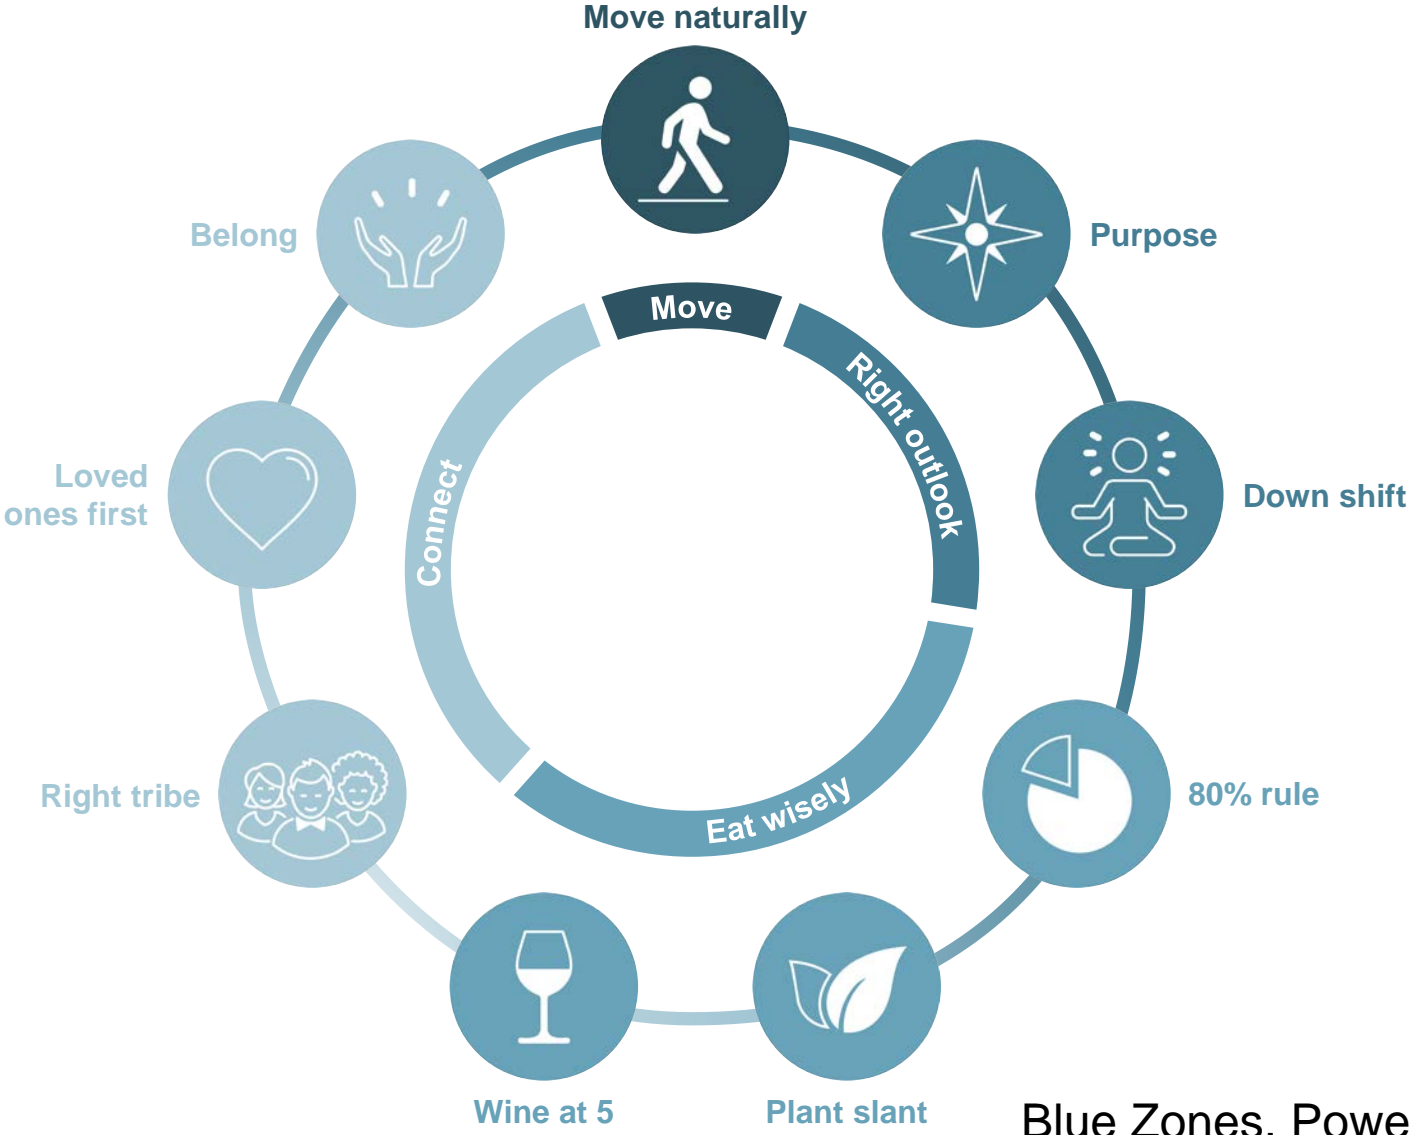 Move naturally
Belong
Purpose
Move
Right outlook
Connect
Loved
ones first
Down shift
Right tribe
80% rule
Eat wisely
Wine at 5
Plant slant
Blue Zones. Powe